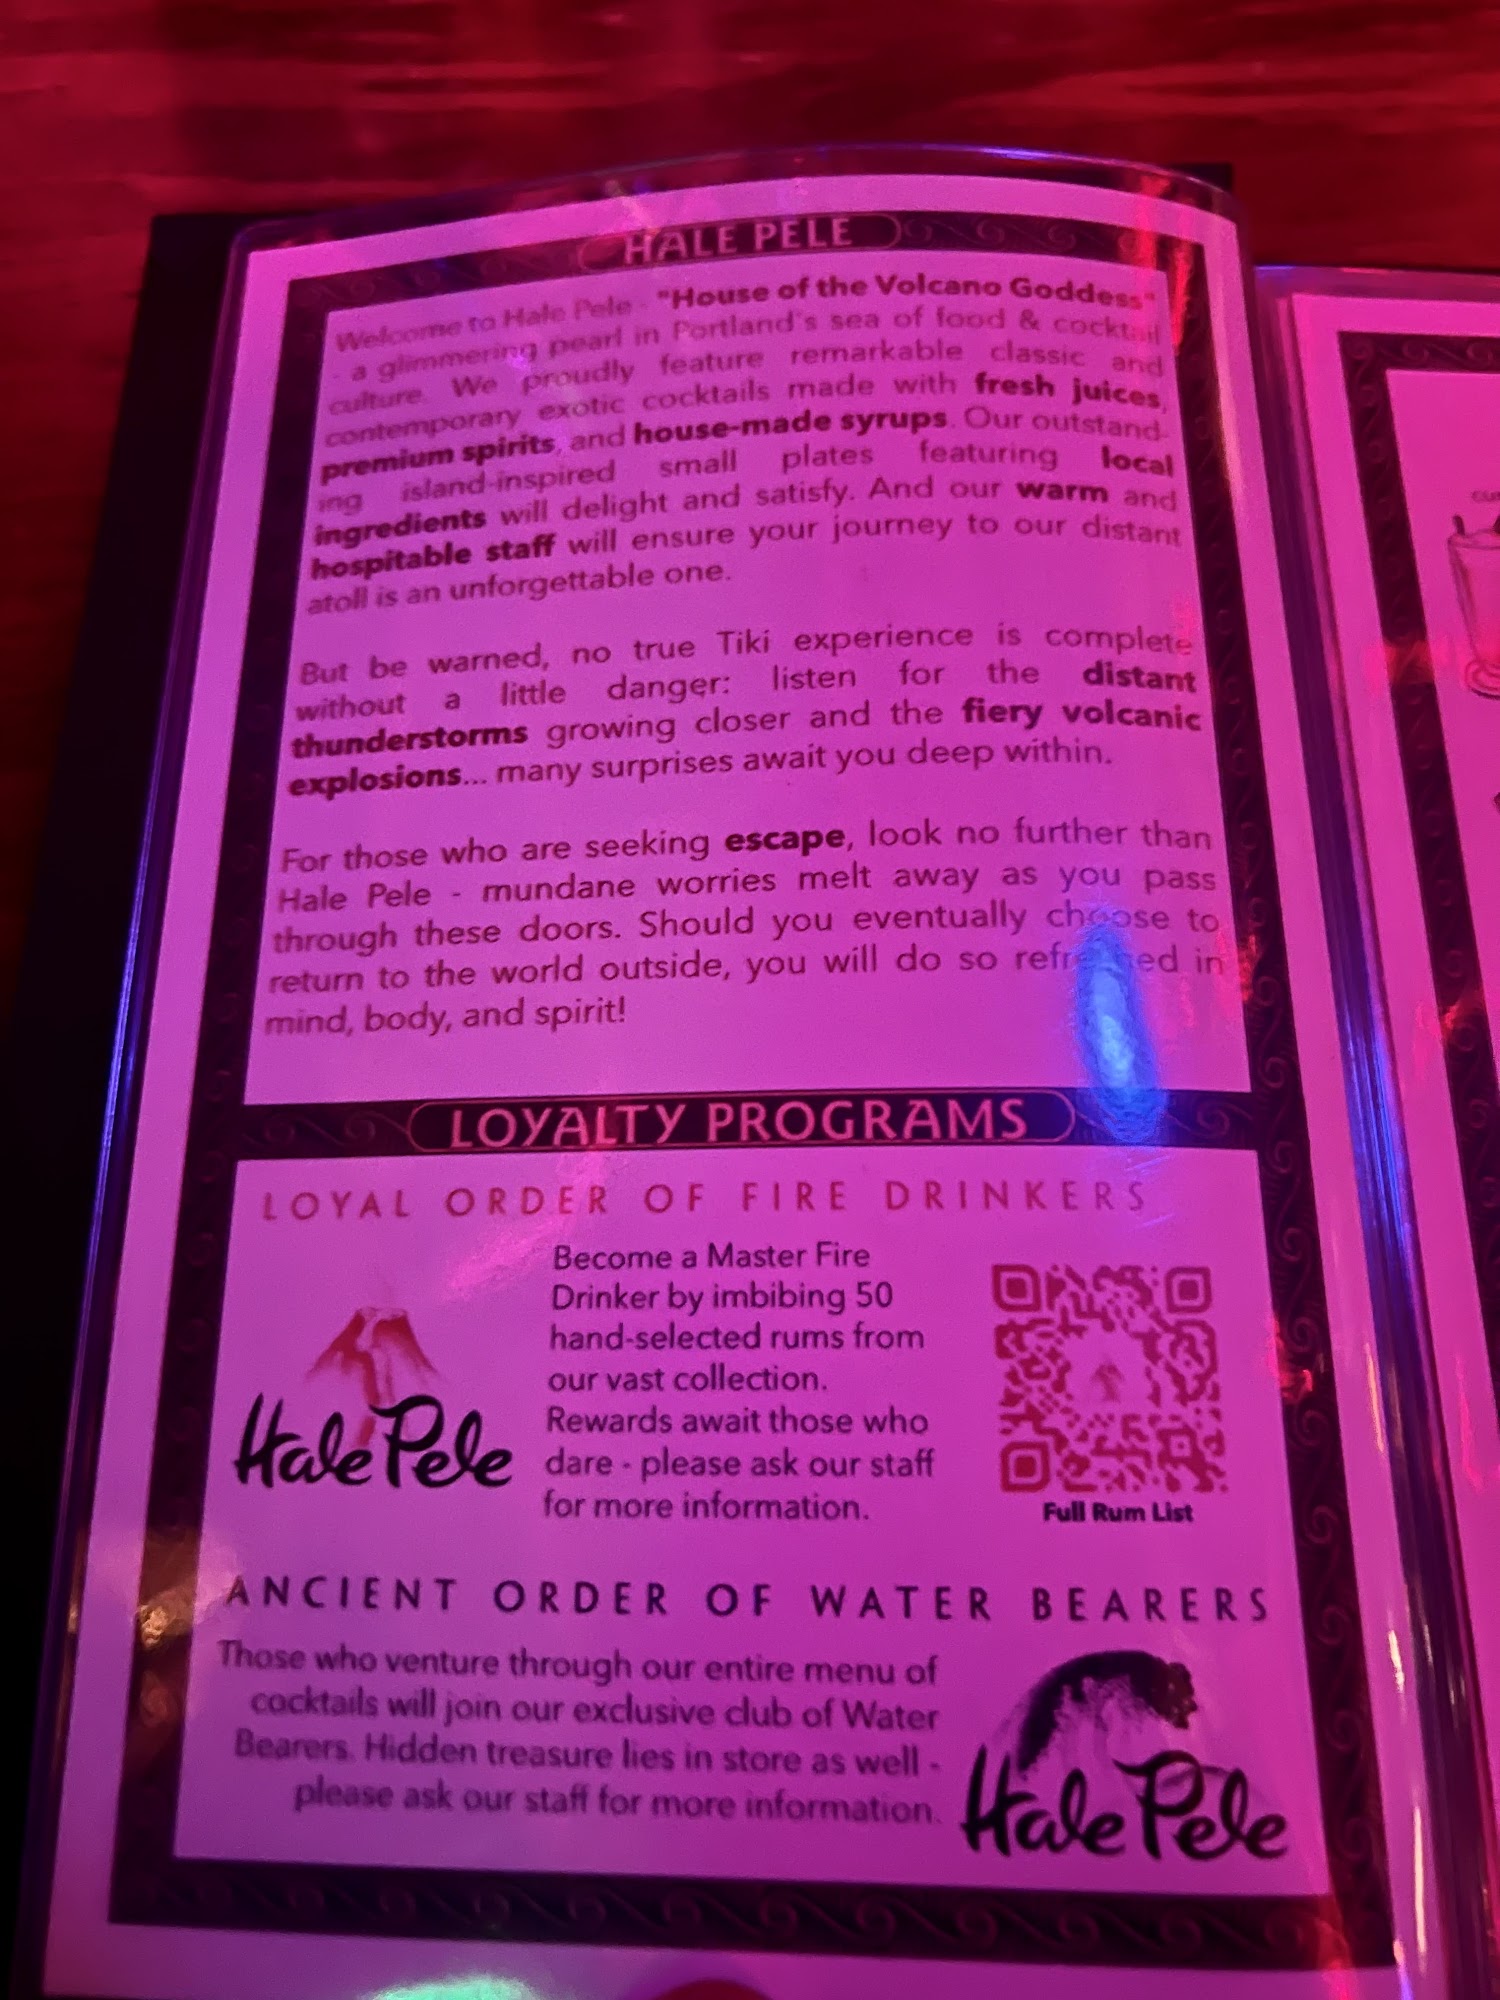 HALE PELE
Welcome to Hale Pele - "House of the Volcano Goddess"
- a glimmering pearl in Portland's sea of food & cocktail
culture. We proudly feature remarkable classic and
contemporary exotic cocktails made with fresh juices,
premium spirits, and house-made syrups. Our outstand-
ing island-inspired small plates featuring local
ingredients will delight and satisfy. And our warm and
hospitable staff will ensure your journey to our distant
atoll is an unforgettable one.
But be warned, no true Tiki experience is complete
without a little danger: listen for the distant
thunderstorms growing closer and the fiery volcanic
explosions... many surprises await you deep within.
For those who are seeking escape, look no further than
Hale Pele - mundane worries melt away as you pass
through these doors. Should you eventually choose to
return to the world outside, you will do so refreshed in
mind, body, and spirit!
LOYALTY PROGRAMS
LOYAL ORDER OF FIRE DRINKERS
Become a Master Fire
Drinker by imbibing 50
hand-selected rums from
our vast collection.
Rewards await those who
dare - please ask our staff
for more information.
Hale Pele
Full Rum List
ANCIENT ORDER OF WATER BEARERS
Those who venture through our entire menu of
cocktails will join our exclusive club of Water
Bearers. Hidden treasure lies in store as well -
please ask our staff for more information.
Hale Pele